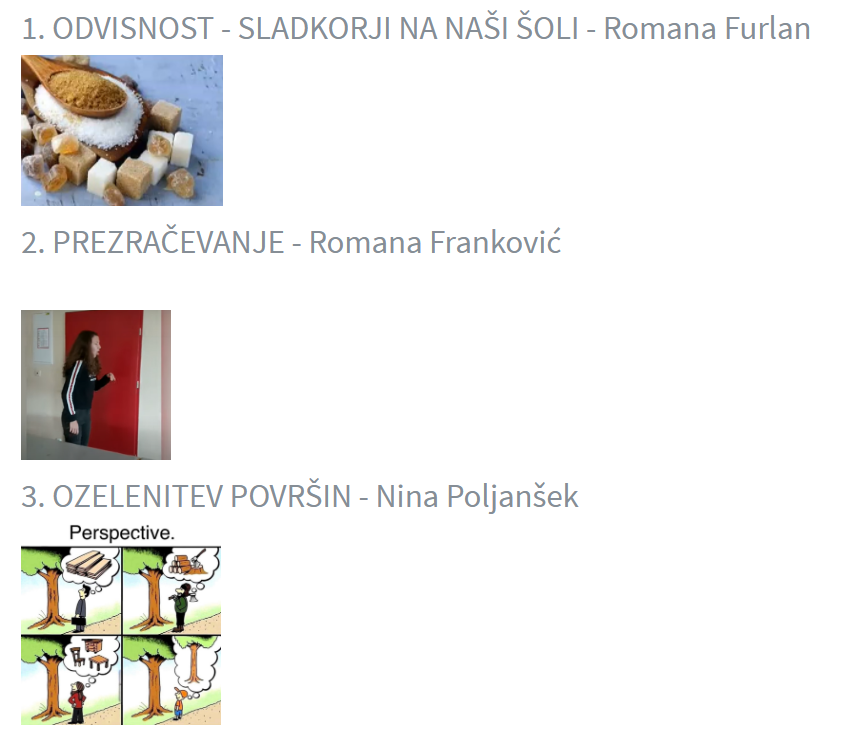 1. ODVISNOST - SLADKORJI NA NAŠI ŠOLI - Romana Furlan
2. PREZRAČEVANJE - Romana Franković
3. OZELENITEV POVRŠIN - Nina Poljanšek
Perspective.